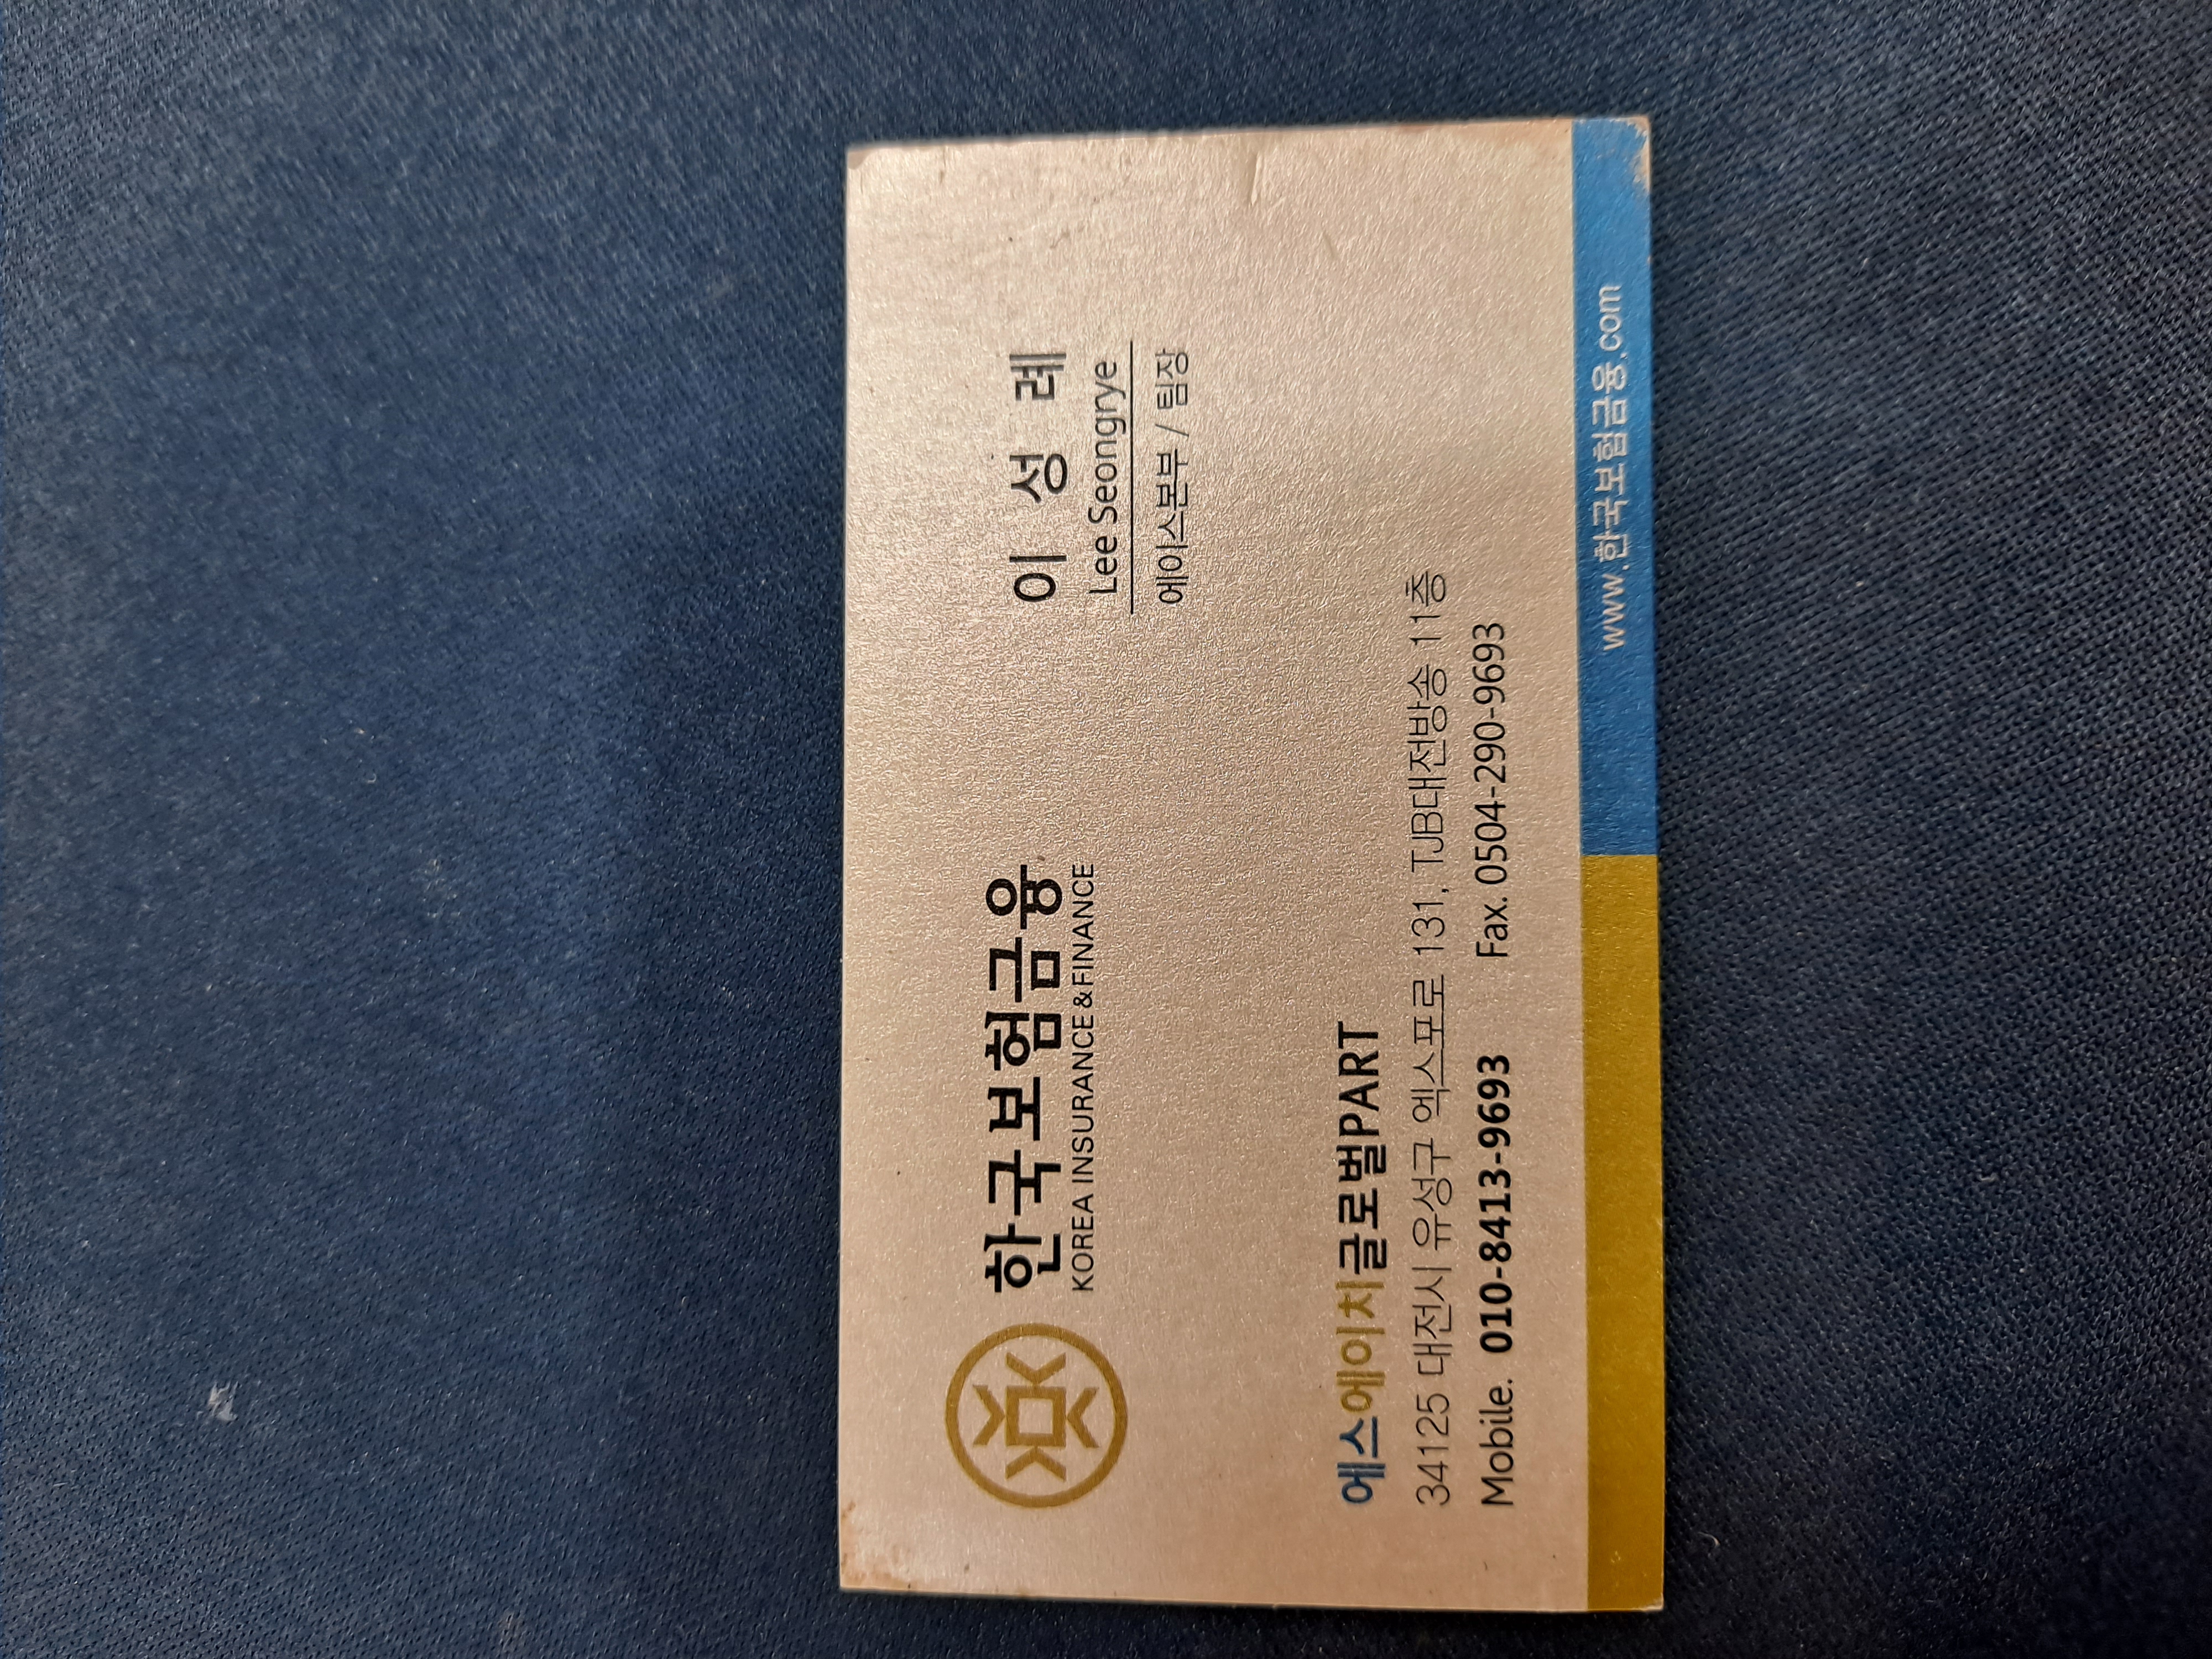 한국보험금융
KOREA INSURANCE & FINANCE
이 성 례
Lee Seongrye
에이스본부 / 팀장
에스에이치글로벌PART
34125 대전시 유성구 엑스포로 131, TJB대전방송 11층
Mobile. 010-8413-9693 Fax. 0504-290-9693
www.한국보험금융.com